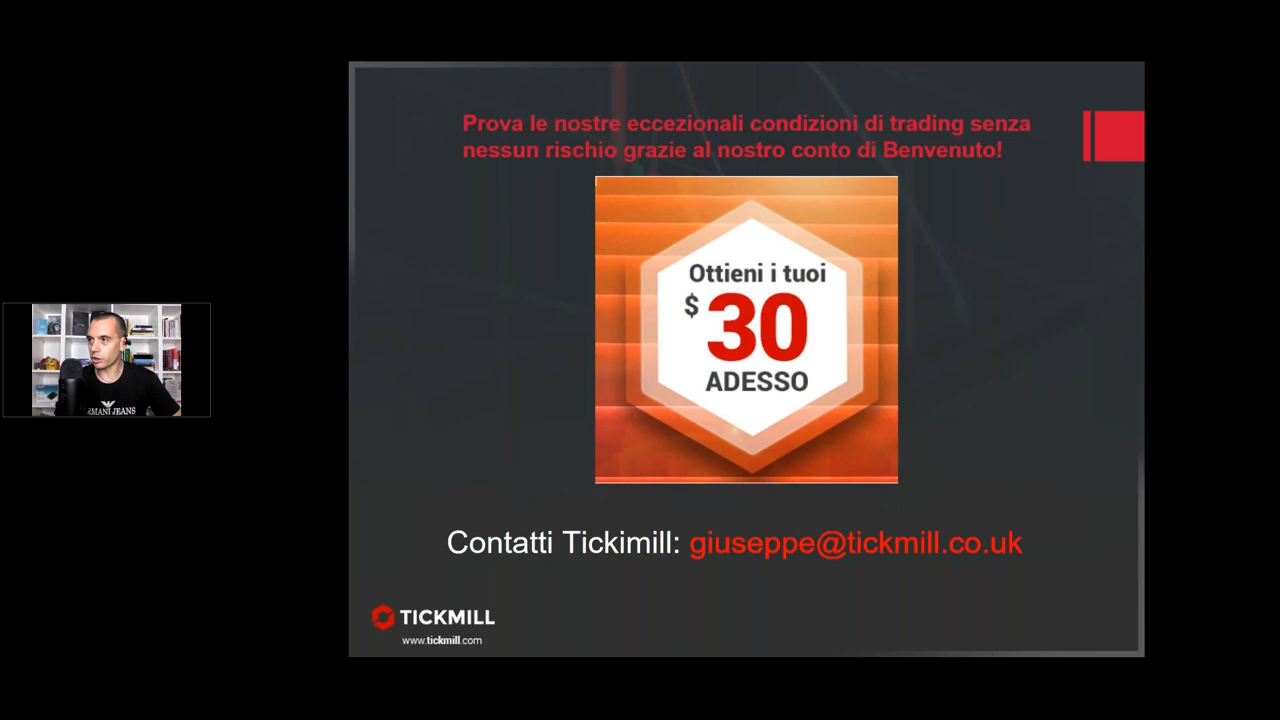 Prova le nostre eccezionali condizioni di trading senza
nessun rischio grazie al nostro conto di Benvenuto!
Ottieni i tuoi
$ 30
ADESSO
Contatti Tickimill: giuseppe@tickmill.co.uk
TICKMILL
www.tickmill.com
ARMANI JEANS